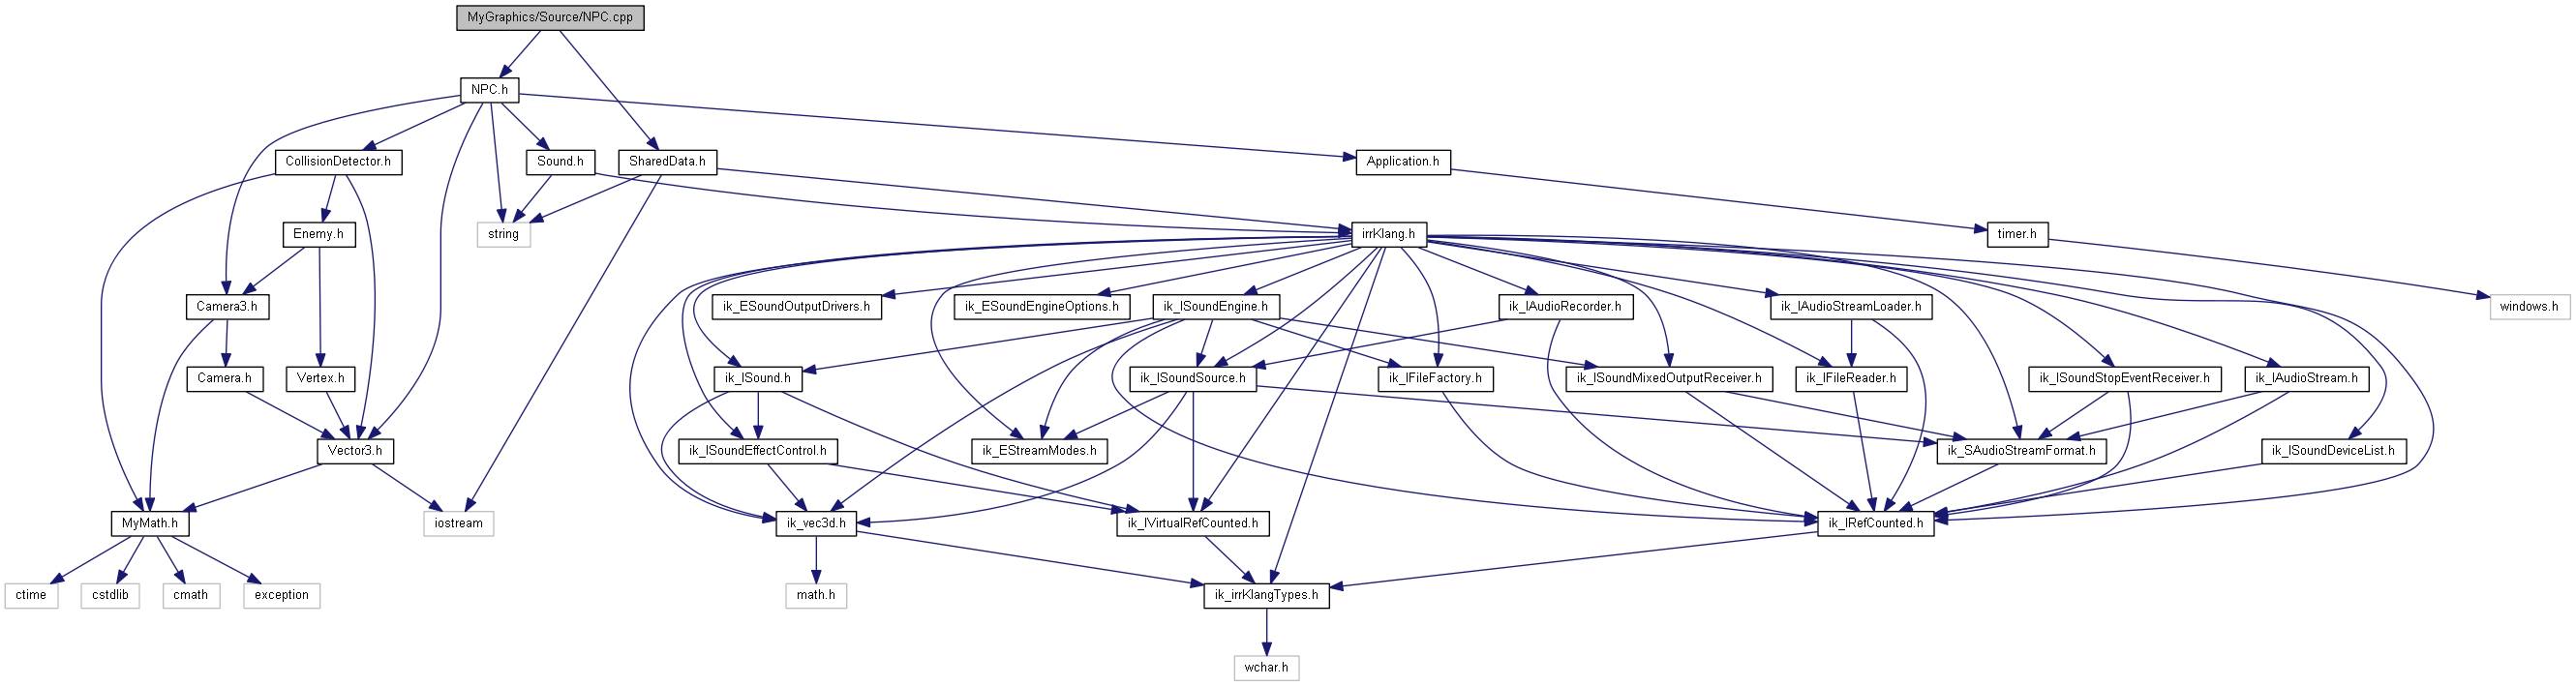 MyGraphics/Source/NPC.cpp
NPC.h
CollisionDetector.h
Sound.h
SharedData.h
Application.h
Enemy.h
string
irrKlang.h
timer.h
Camera3.h
ik_ESoundOutputDrivers.h
ik_ESoundEngineOptions.h
ik_ISoundEngine.h
ik_IAudioRecorder.h
ik_IAudioStreamLoader.h
windows.h
Camera.h
Vertex.h
ik_ISound.h
ik_ISoundSource.h
ik_IFileFactory.h
ik_ISoundMixedOutputReceiver.h
ik_IFileReader.h
ik_ISoundStopEventReceiver.h
ik_IAudioStream.h
Vector3.h
ik_ISoundEffectControl.h
ik_EStreamModes.h
ik_SAudioStreamFormat.h
ik_ISoundDeviceList.h
MyMath.h
iostream
ik_vec3d.h
ik_IVirtualRefCounted.h
ik_IRefCounted.h
ctime
cstdlib
cmath
exception
math.h
ik_irrKlangTypes.h
wchar.h